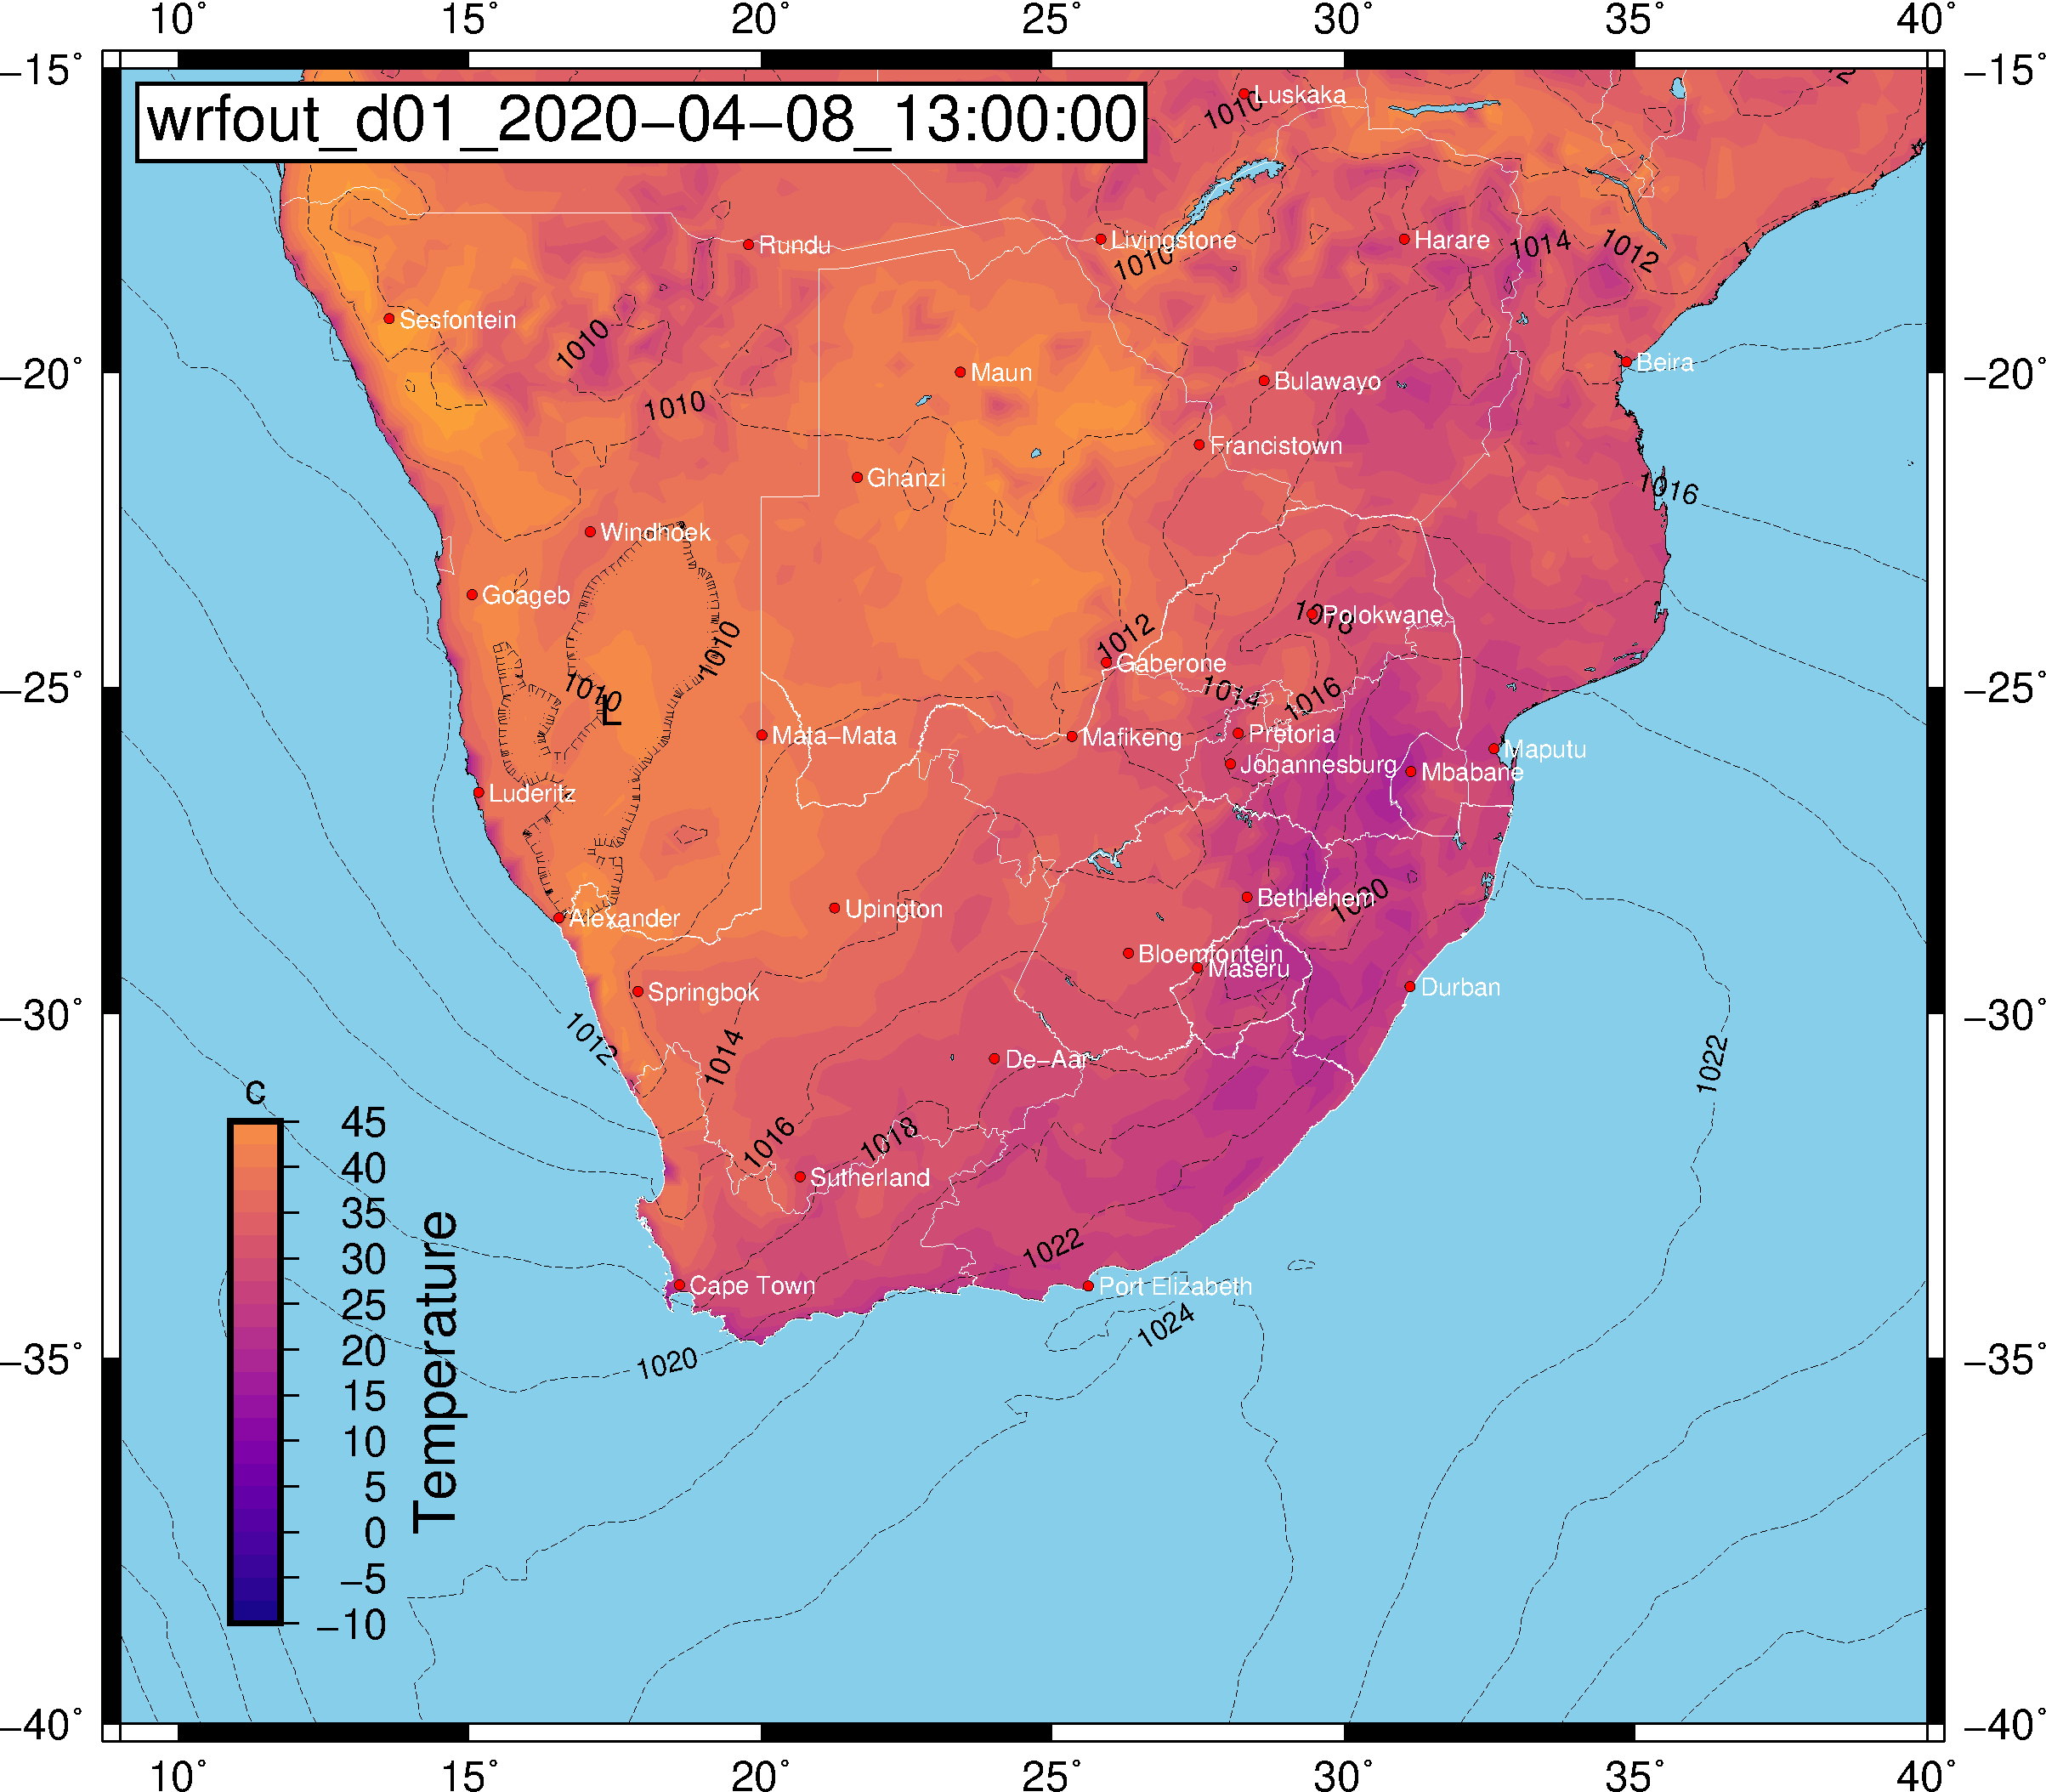 10° 15° 20° 25° 30° 35° 40°
−15° −15°
wrfout_d01_2020−04−08_13:00:00
Luskaka
1010
12
Rundu
Livingstone
Harare
1014
1012
1010
Sesfontein
1010
−20° −20°
Maun
Bulawayo
Beira
1010
Francistown
Ghanzi
1016
Windhoek
Goageb
1018
Polokwane
1010
1012
Gaberone
−25° −25°
1010
L
1014
1016
Mata−Mata
Mafikeng
Pretoria
Johannesburg
Mbabane
Maputu
Luderitz
Alexander
Upington
Bethlehem
1020
Bloemfontein
Maseru
Springbok
Durban
−30° −30°
1012
1014
De−Aar
1022
1016
1018
Sutherland
1022
Cape Town
Port Elizabeth
1024
1020
−35° −35°
c
45
40
35
30
25
20
15
10
5
0
−5
−10
Temperature
−40° −40°
10° 15° 20° 25° 30° 35° 40°